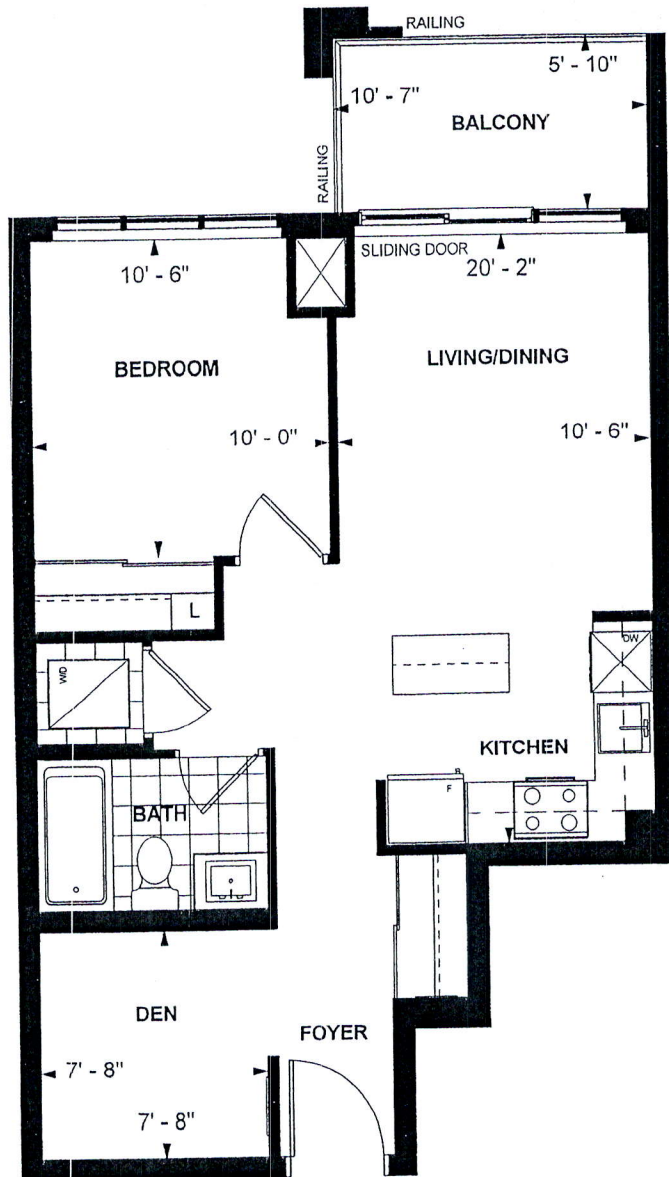 RAILING
5' - 10"
10' - 7"
BALCONY
RAILING
SLIDING DOOR
10' - 6"
20' - 2"
BEDROOM
LIVING/DINING
10' - 0"
10' - 6"
L
W/D
DW
KITCHEN
R
F
BATH
DEN
FOYER
7' - 8"
7' - 8"